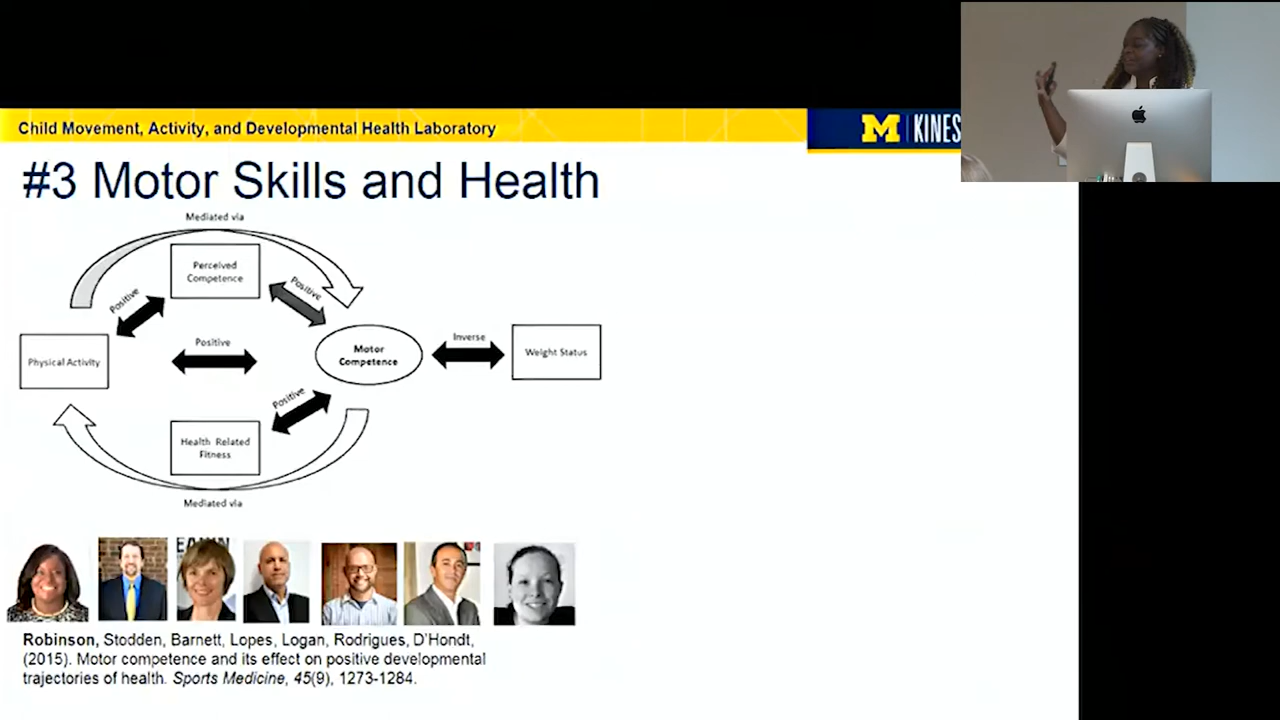 Child Movement, Activity, and Developmental Health Laboratory
M KINES
#3 Motor Skills and Health
Mediated via
Perceived
Competence
Positive
Positive
Physical Activity
Positive
Motor
Competence
Inverse
Weight Status
Positive
Health Related
Fitness
Mediated via
Robinson, Stodden, Barnett, Lopes, Logan, Rodrigues, D'Hondt,
(2015). Motor competence and its effect on positive developmental
trajectories of health. Sports Medicine, 45(9), 1273-1284.